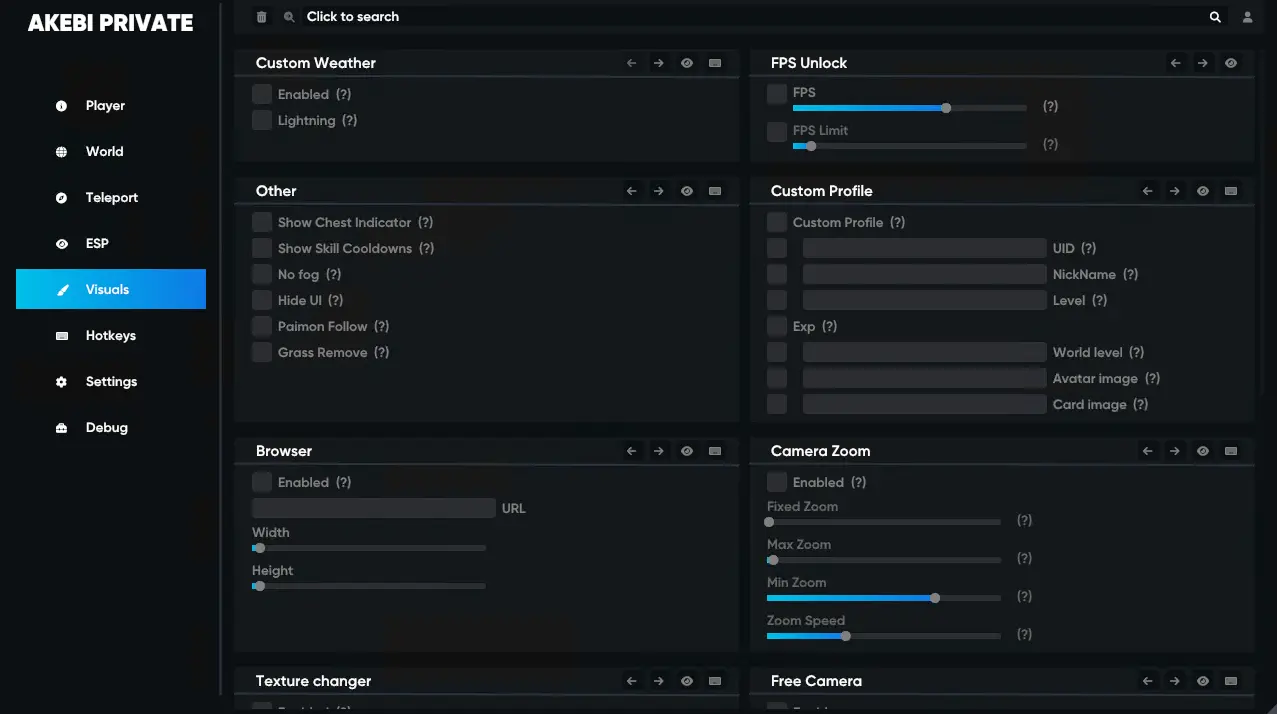 AKEBI PRIVATE
Click to search
Player
World
Teleport
ESP
Visuals
Hotkeys
Settings
Debug
Custom Weather
Enabled (?)
Lightning (?)
FPS Unlock
FPS
(?)
FPS Limit
(?)
Other
Show Chest Indicator (?)
Show Skill Cooldowns (?)
No fog (?)
Hide UI (?)
Paimon Follow (?)
Grass Remove (?)
Custom Profile
Custom Profile (?)
UID (?)
NickName (?)
Level (?)
Exp (?)
World level (?)
Avatar image (?)
Card image (?)
Browser
Enabled (?)
URL
Width
Height
Camera Zoom
Enabled (?)
Fixed Zoom
(?)
Max Zoom
(?)
Min Zoom
(?)
Zoom Speed
(?)
Texture changer
Free Camera